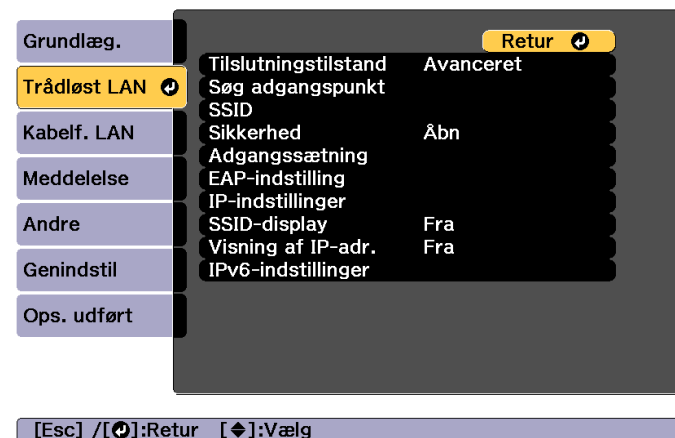 Grundlæg.
Trådløst LAN
Kabelf. LAN
Meddelelse
Andre
Genindstil
Ops. udført
Retur
Tilslutningstilstand Avanceret
Søg adgangspunkt
SSID
Sikkerhed Åbn
Adgangssætning
EAP-indstilling
IP-indstillinger
SSID-display Fra
Visning af IP-adr. Fra
IPv6-indstillinger
[Esc] /[⏎]:Retur [◆]:Vælg